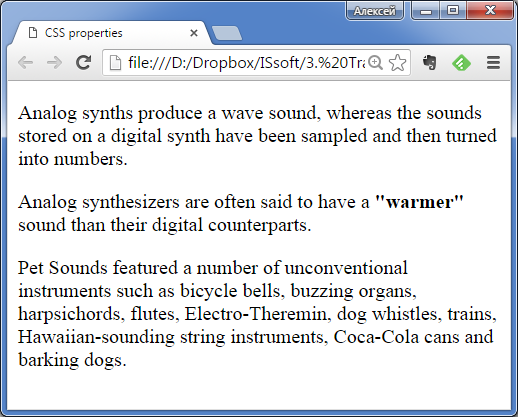 Алексей
CSS properties
file:///D:/Dropbox/ISsoft/3.%20Tra
Analog synths produce a wave sound, whereas the sounds
stored on a digital synth have been sampled and then turned
into numbers.
Analog synthesizers are often said to have a "warmer"
sound than their digital counterparts.
Pet Sounds featured a number of unconventional
instruments such as bicycle bells, buzzing organs,
harpsichords, flutes, Electro-Theremin, dog whistles, trains,
Hawaiian-sounding string instruments, Coca-Cola cans and
barking dogs.